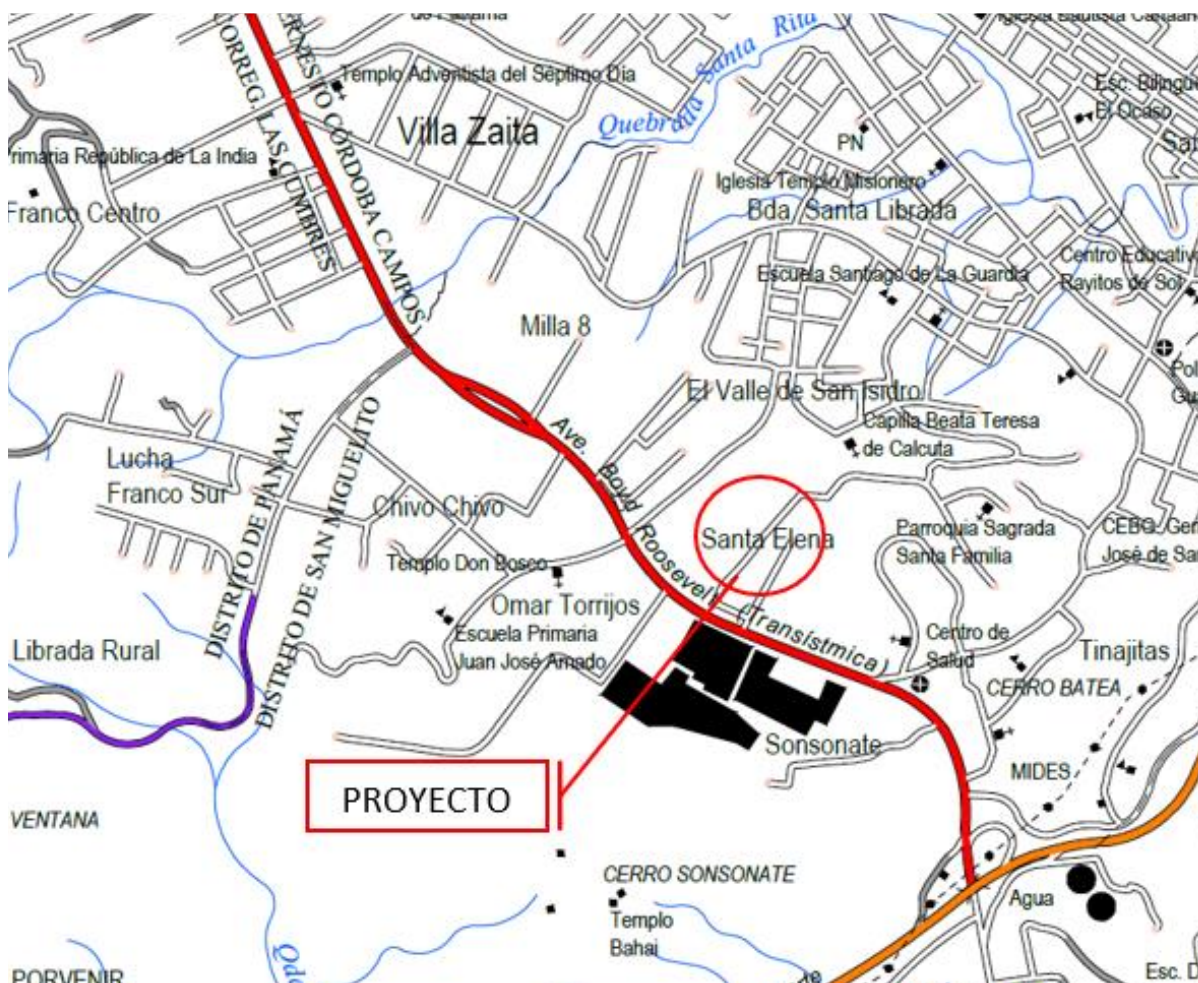 Iglesia Bautista Canaán
Templo Adventista del Séptimo Día
Quebrada Santa Rita
Esc. Bilingüe
El Ocaso
CORREG. LAS CUMBRES
ERNESTO CÓRDOBA CAMPOS
Villa Zaita
PN
Primaria República de La India
Iglesia Templo Misionero
Franco Centro
Bda. Santa Librada
Escuela Santiago de La Guardia
Centro Educativo
Rayitos de Sol
Milla 8
El Valle de San Isidro
Capilla Beata Teresa
de Calcuta
Ave. Boyd Roosevelt (Transístmica)
Lucha
Franco Sur
Chivo Chivo
Santa Elena
Parroquia Sagrada
Santa Familia
DISTRITO DE PANAMÁ
DISTRITO DE SAN MIGUELITO
Templo Don Bosco
Omar Torrijos
Escuela Primaria
Juan José Amado
Librada Rural
Centro de
Salud
Tinajitas
CERRO BATEA
Sonsonate
MIDES
PROYECTO
VENTANA
CERRO SONSONATE
Templo
Bahai
Agua
Qda
PORVENIR
Esc. D